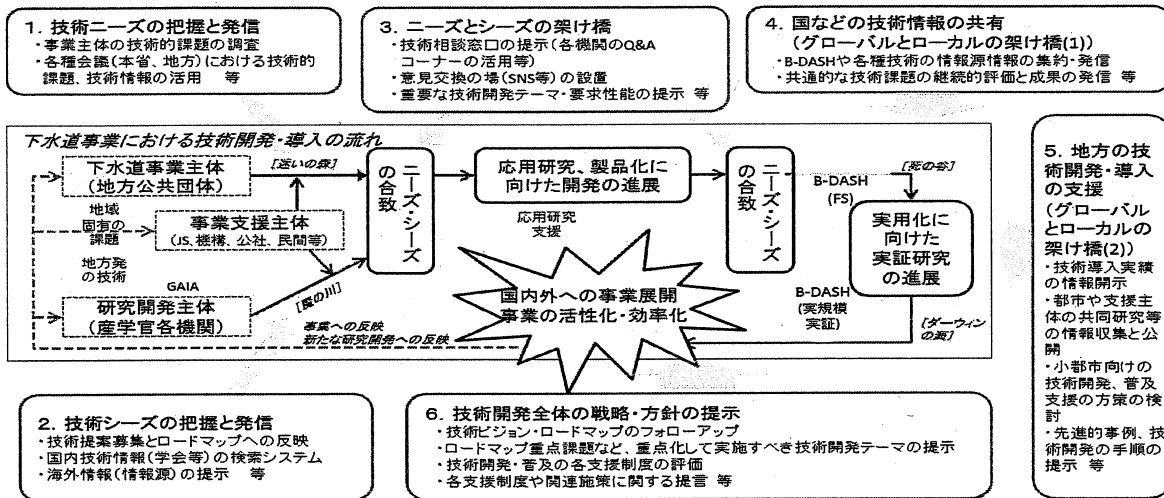 1. 技術ニーズの把握と発信
・事業主体の技術的課題の調査
・各種会議(本省、地方)における技術的
課題、技術情報の活用　等
3. ニーズとシーズの架け橋
・技術相談窓口の提示(各機関のQ&A
コーナーの活用等)
・意見交換の場(SNS等)の設置
・重要な技術開発テーマ・要求性能の提示 等
4. 国などの技術情報の共有
(グローバルとローカルの架け橋(1))
・B-DASHや各種技術の情報源情報の集約・発信
・共通的な技術課題の継続的評価と成果の発信 等
下水道事業における技術開発・導入の流れ
下水道事業主体
(地方公共団体)
[迷いの森]
地域
固有の
課題
事業支援主体
(JS、機構、公社、民間等)
地方発
の技術
GAIA
研究開発主体
(産学官各機関)
[魔の川]
ニーズ・シーズ
の合致
応用研究、製品化に
向けた開発の進展
応用研究
支援
ニーズ・シーズ
の合致
[死の谷]
B-DASH
(FS)
実用化に
向けた
実証研究
の進展
B-DASH
(実規模
実証)
[ダーウィン
の海]
国内外への事業展開
事業の活性化・効率化
事業への反映
新たな研究開発への反映
5. 地方の技
術開発・導入
の支援
(グローバル
とローカルの
架け橋(2))
・技術導入実績
の情報開示
・都市や支援主
体の共同研究等
の情報収集と公
開
・小都市向けの
技術開発、普及
支援の方策の検
討
・先進的事例、技
術開発の手順の
提示 等
2. 技術シーズの把握と発信
・技術提案募集とロードマップへの反映
・国内技術情報(学会等)の検索システム
・海外情報(情報源)の提示　等
6. 技術開発全体の戦略・方針の提示
・技術ビジョン・ロードマップのフォローアップ
・ロードマップ重点課題など、重点化して実施すべき技術開発テーマの提示
・技術開発・普及の各支援制度の評価
・各支援制度や関連施策に関する提言 等